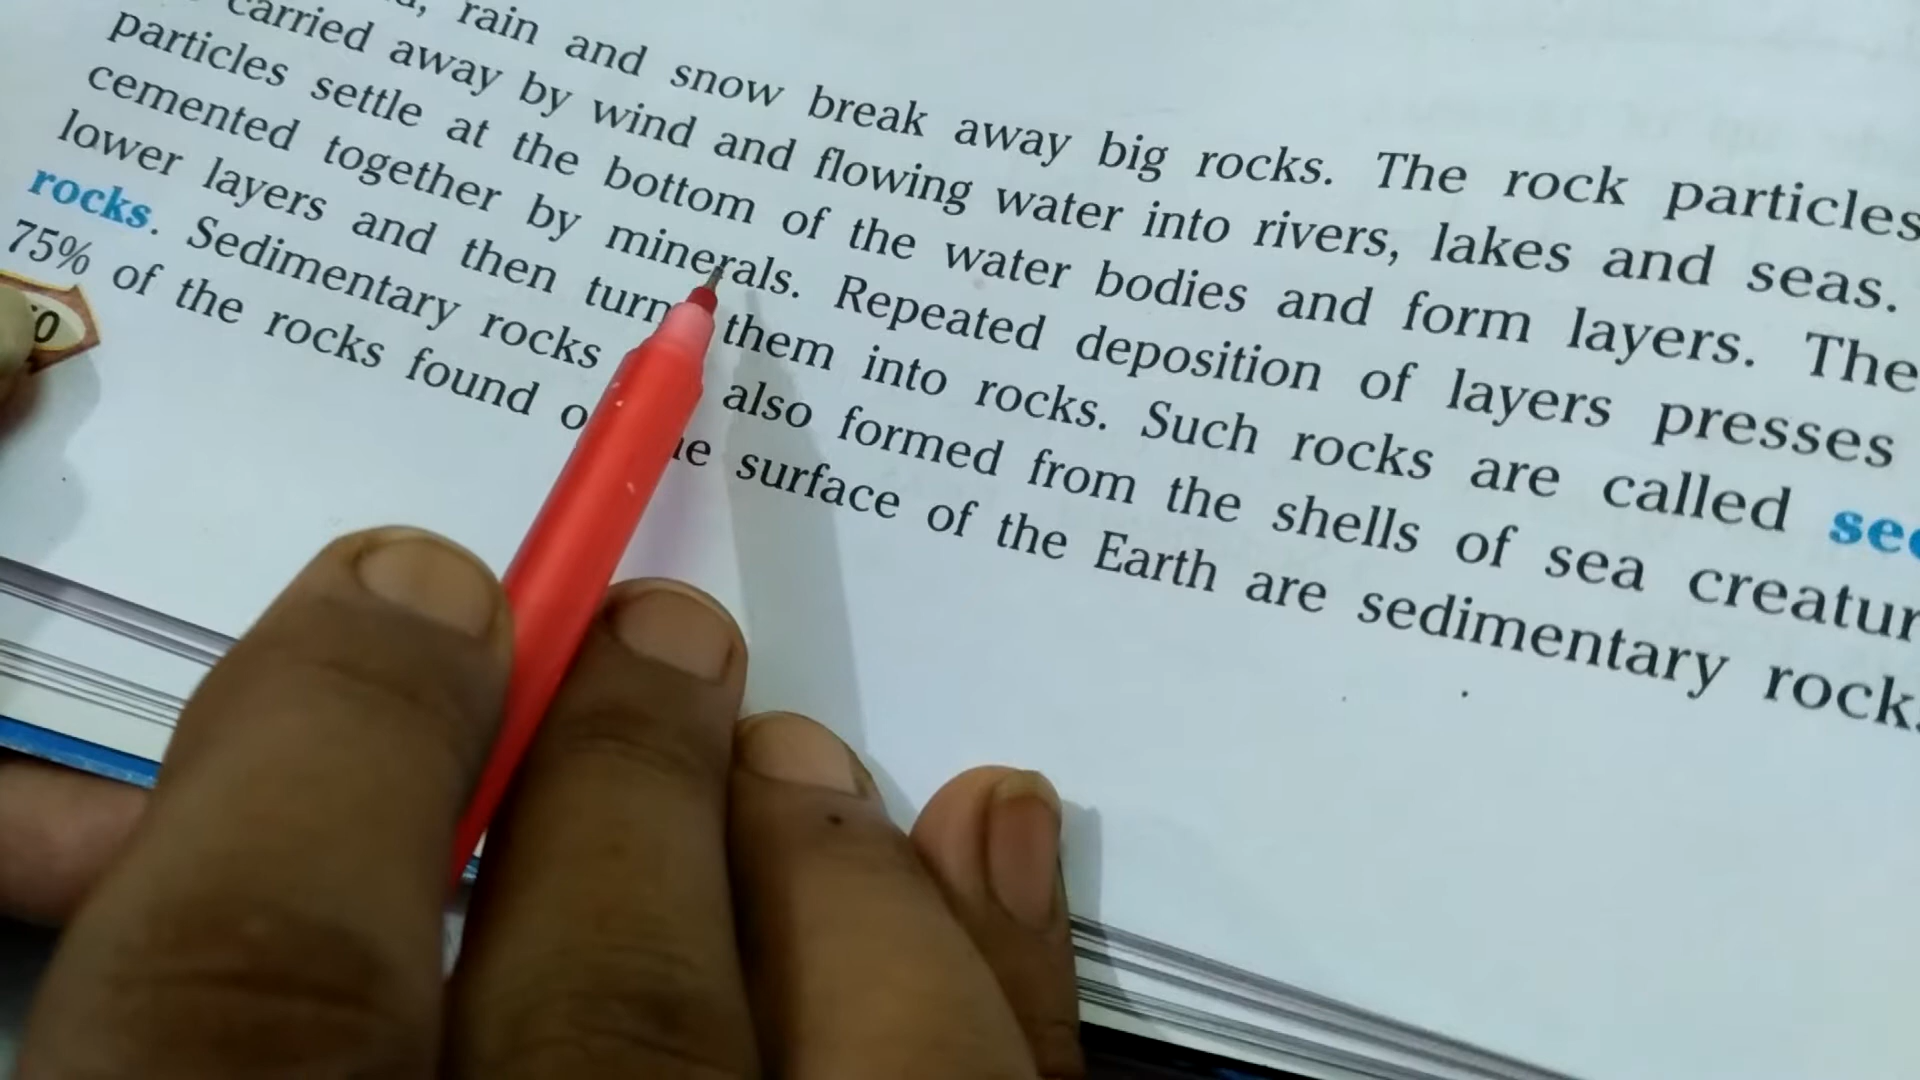 rain and snow break away big rocks. The rock particles
carried away by wind and flowing water into rivers, lakes and seas.
particles settle at the bottom of the water bodies and form layers. The
cemented together by minerals. Repeated deposition of layers presses
lower layers and then turn them into rocks. Such rocks are called
rocks. Sedimentary rocks also formed from the shells of sea
75% of the rocks found surface of the Earth are sedimentary